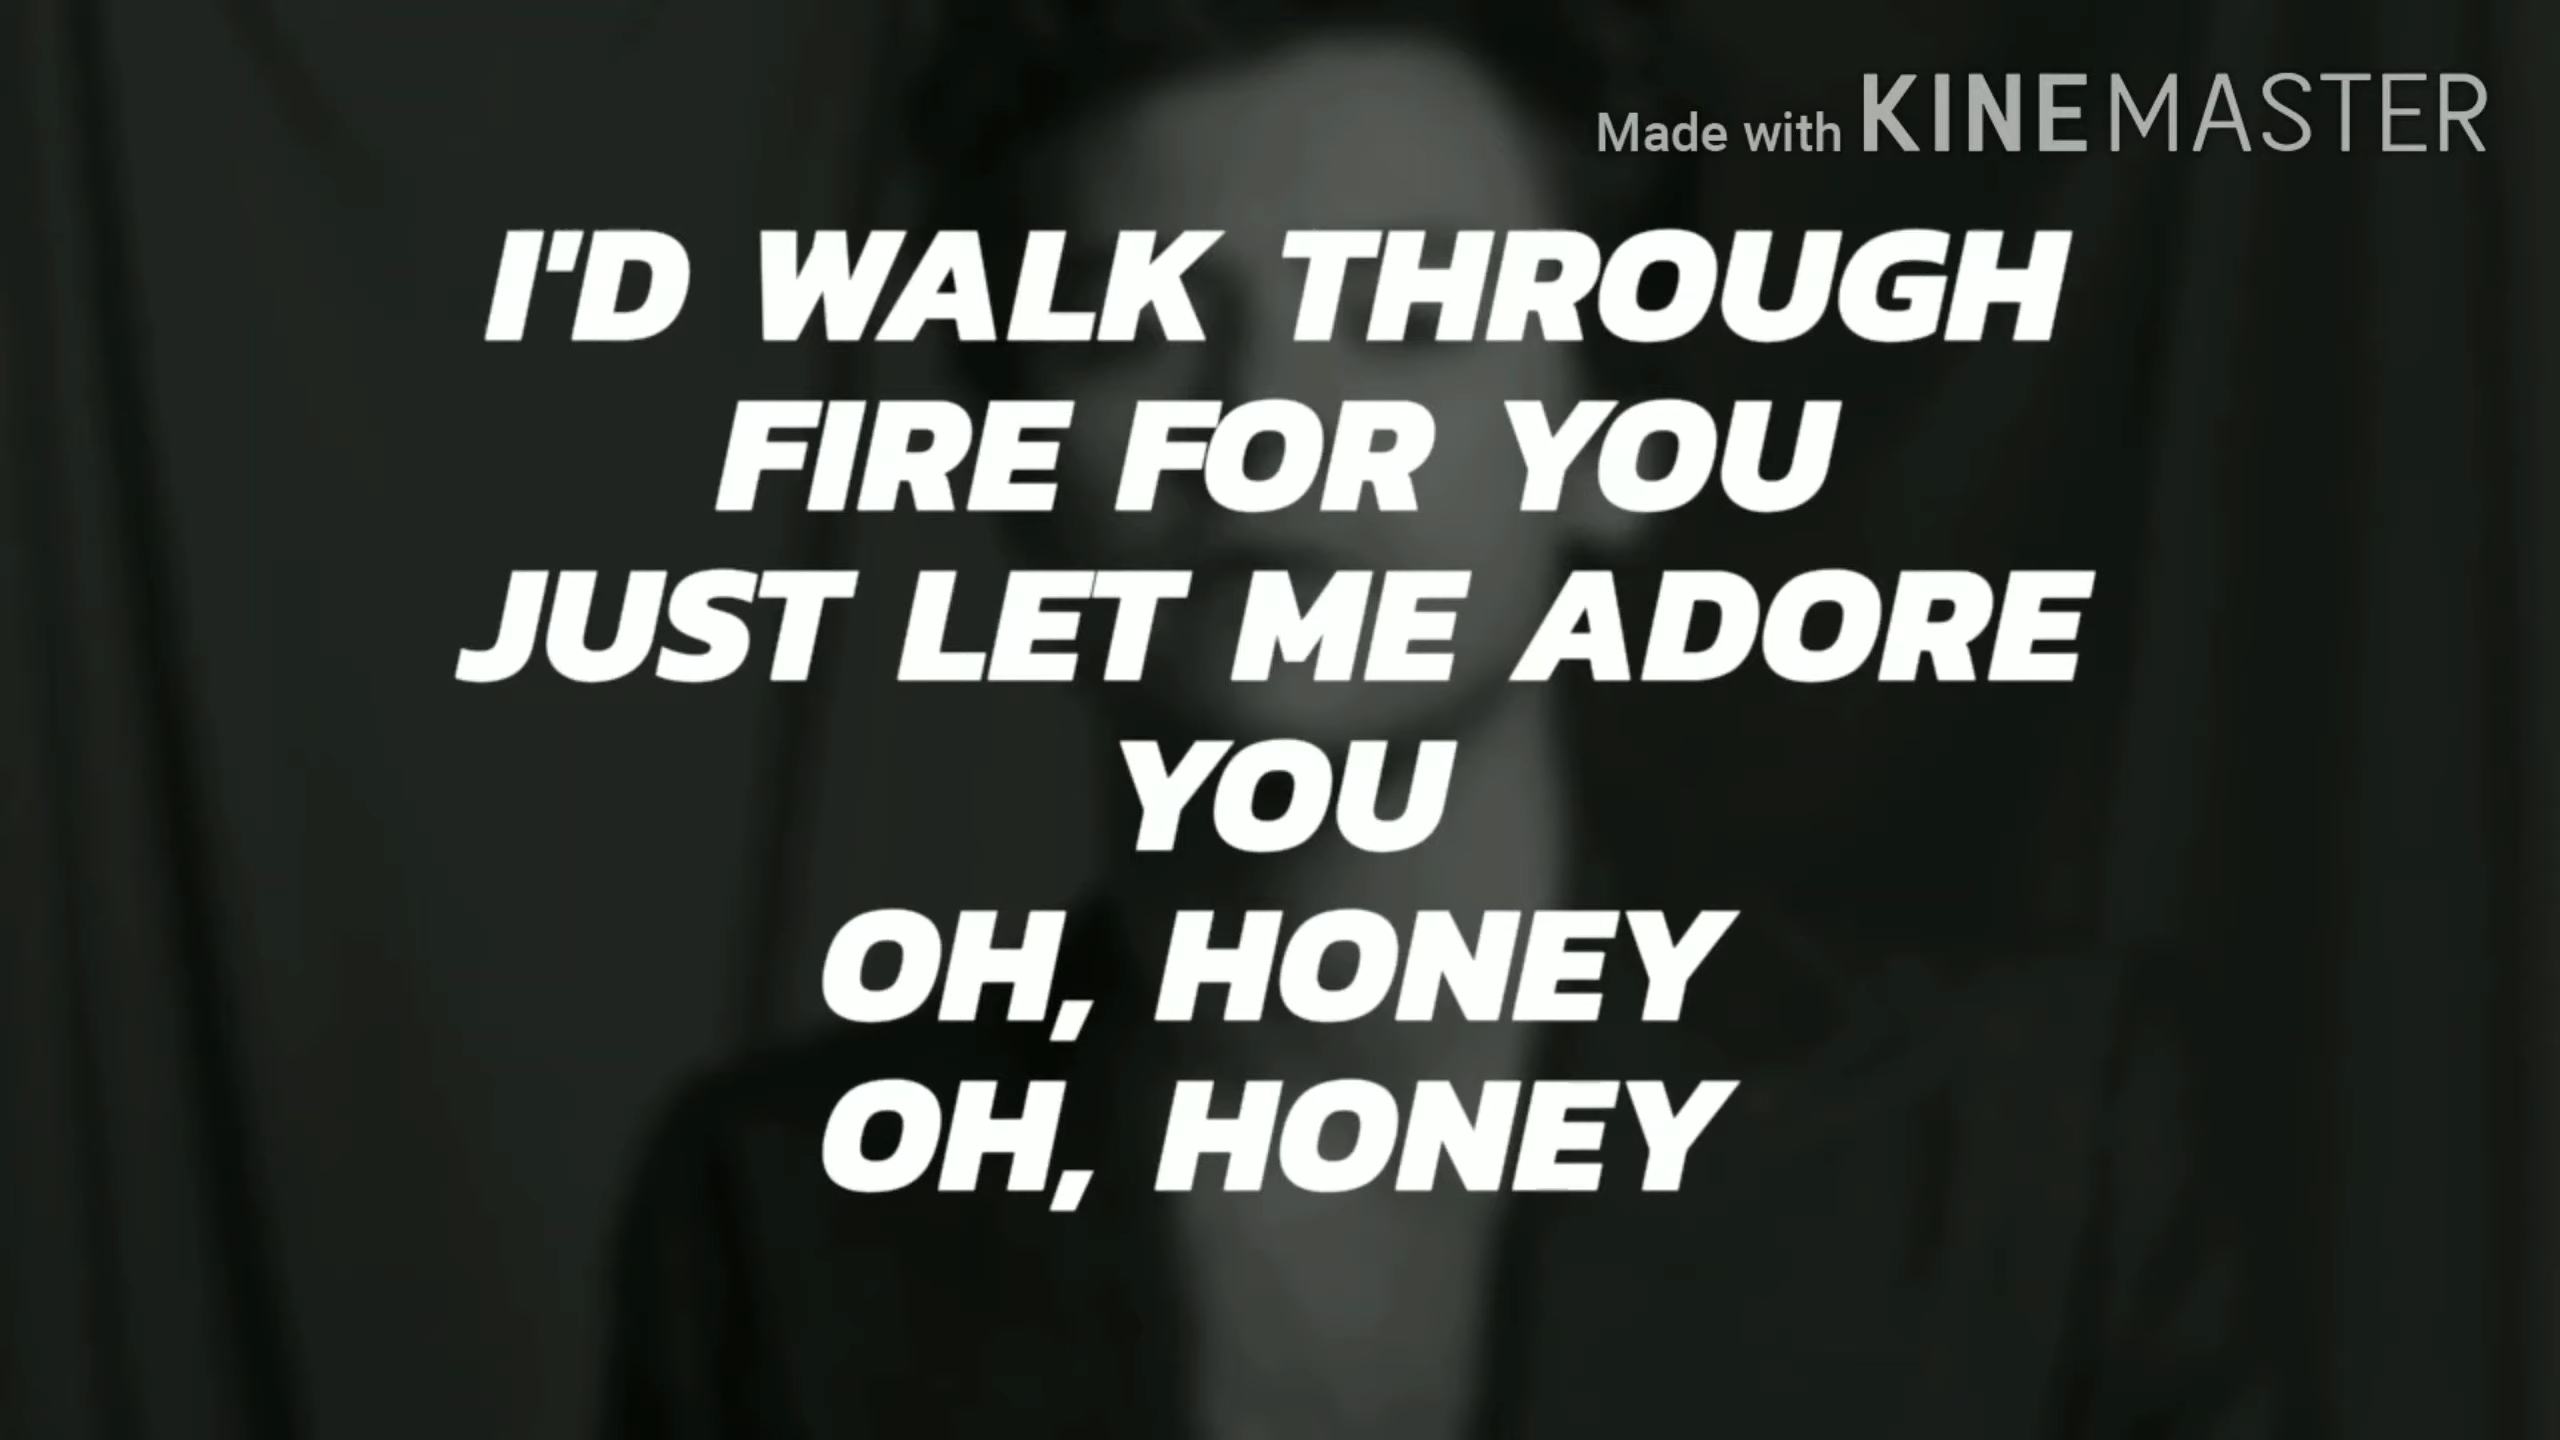 Made with KINEMASTER
I'D WALK THROUGH
FIRE FOR YOU
JUST LET ME ADORE
YOU
OH, HONEY
OH, HONEY